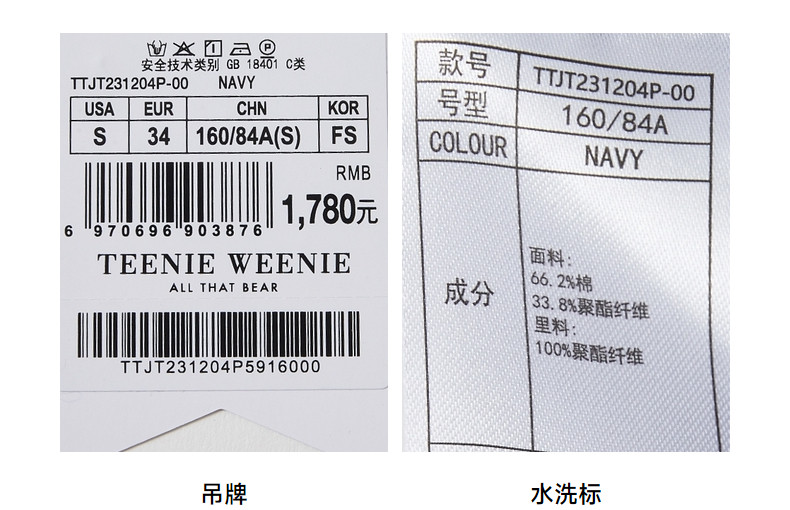 安全技术类别 GB 18401 C类
TTJT231204P-00 NAVY
USA EUR CHN KOR
S 34 160/84A(S) FS
RMB
1,780元
6 970696 903876
TEENIE WEENIE
ALL THAT BEAR
TTJT231204P5916000
吊牌
款号 TTJT231204P-00
号型 160/84A
COLOUR NAVY
成分
面料:
66.2%棉
33.8%聚酯纤维
里料:
100%聚酯纤维
水洗标